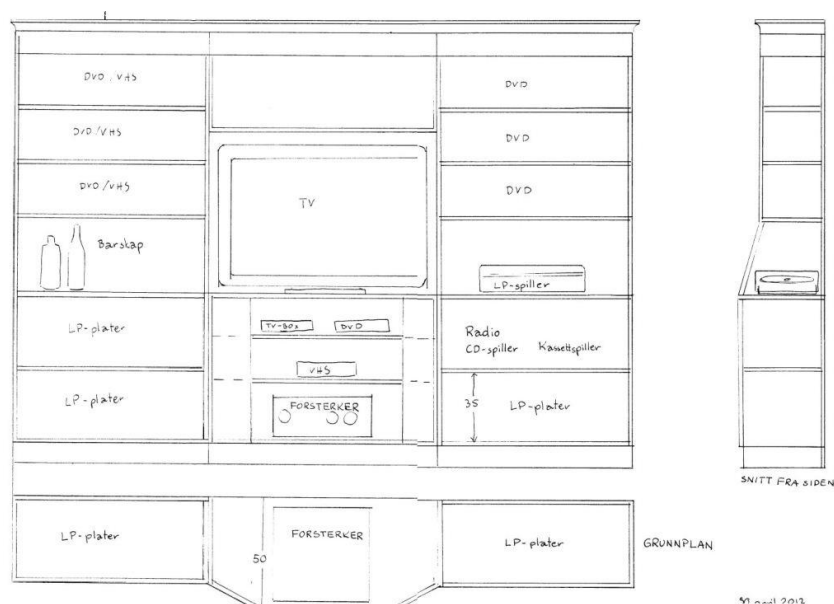 DVD/VHS
DVD
DVD/VHS
DVD
DVD/VHS
TV
DVD
Barskap
LP-spiller
LP-plater
TV-BOX
DVD
Radio
CD-spiller Kassettspiller
VHS
LP-plater
FORSTERKER
35
LP-plater
SNITT FRA SIDEN
LP-plater
50
FORSTERKER
LP-plater
GRUNNPLAN
april 2013